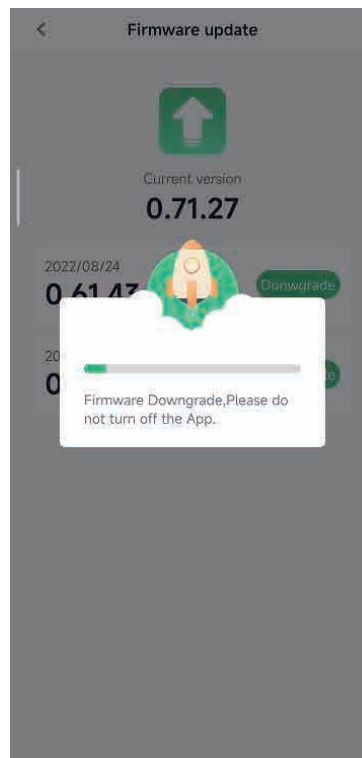 Firmware update
Current version
0.71.27
2022/08/24
Donwgrade
Firmware Downgrade,Please do
not turn off the App.